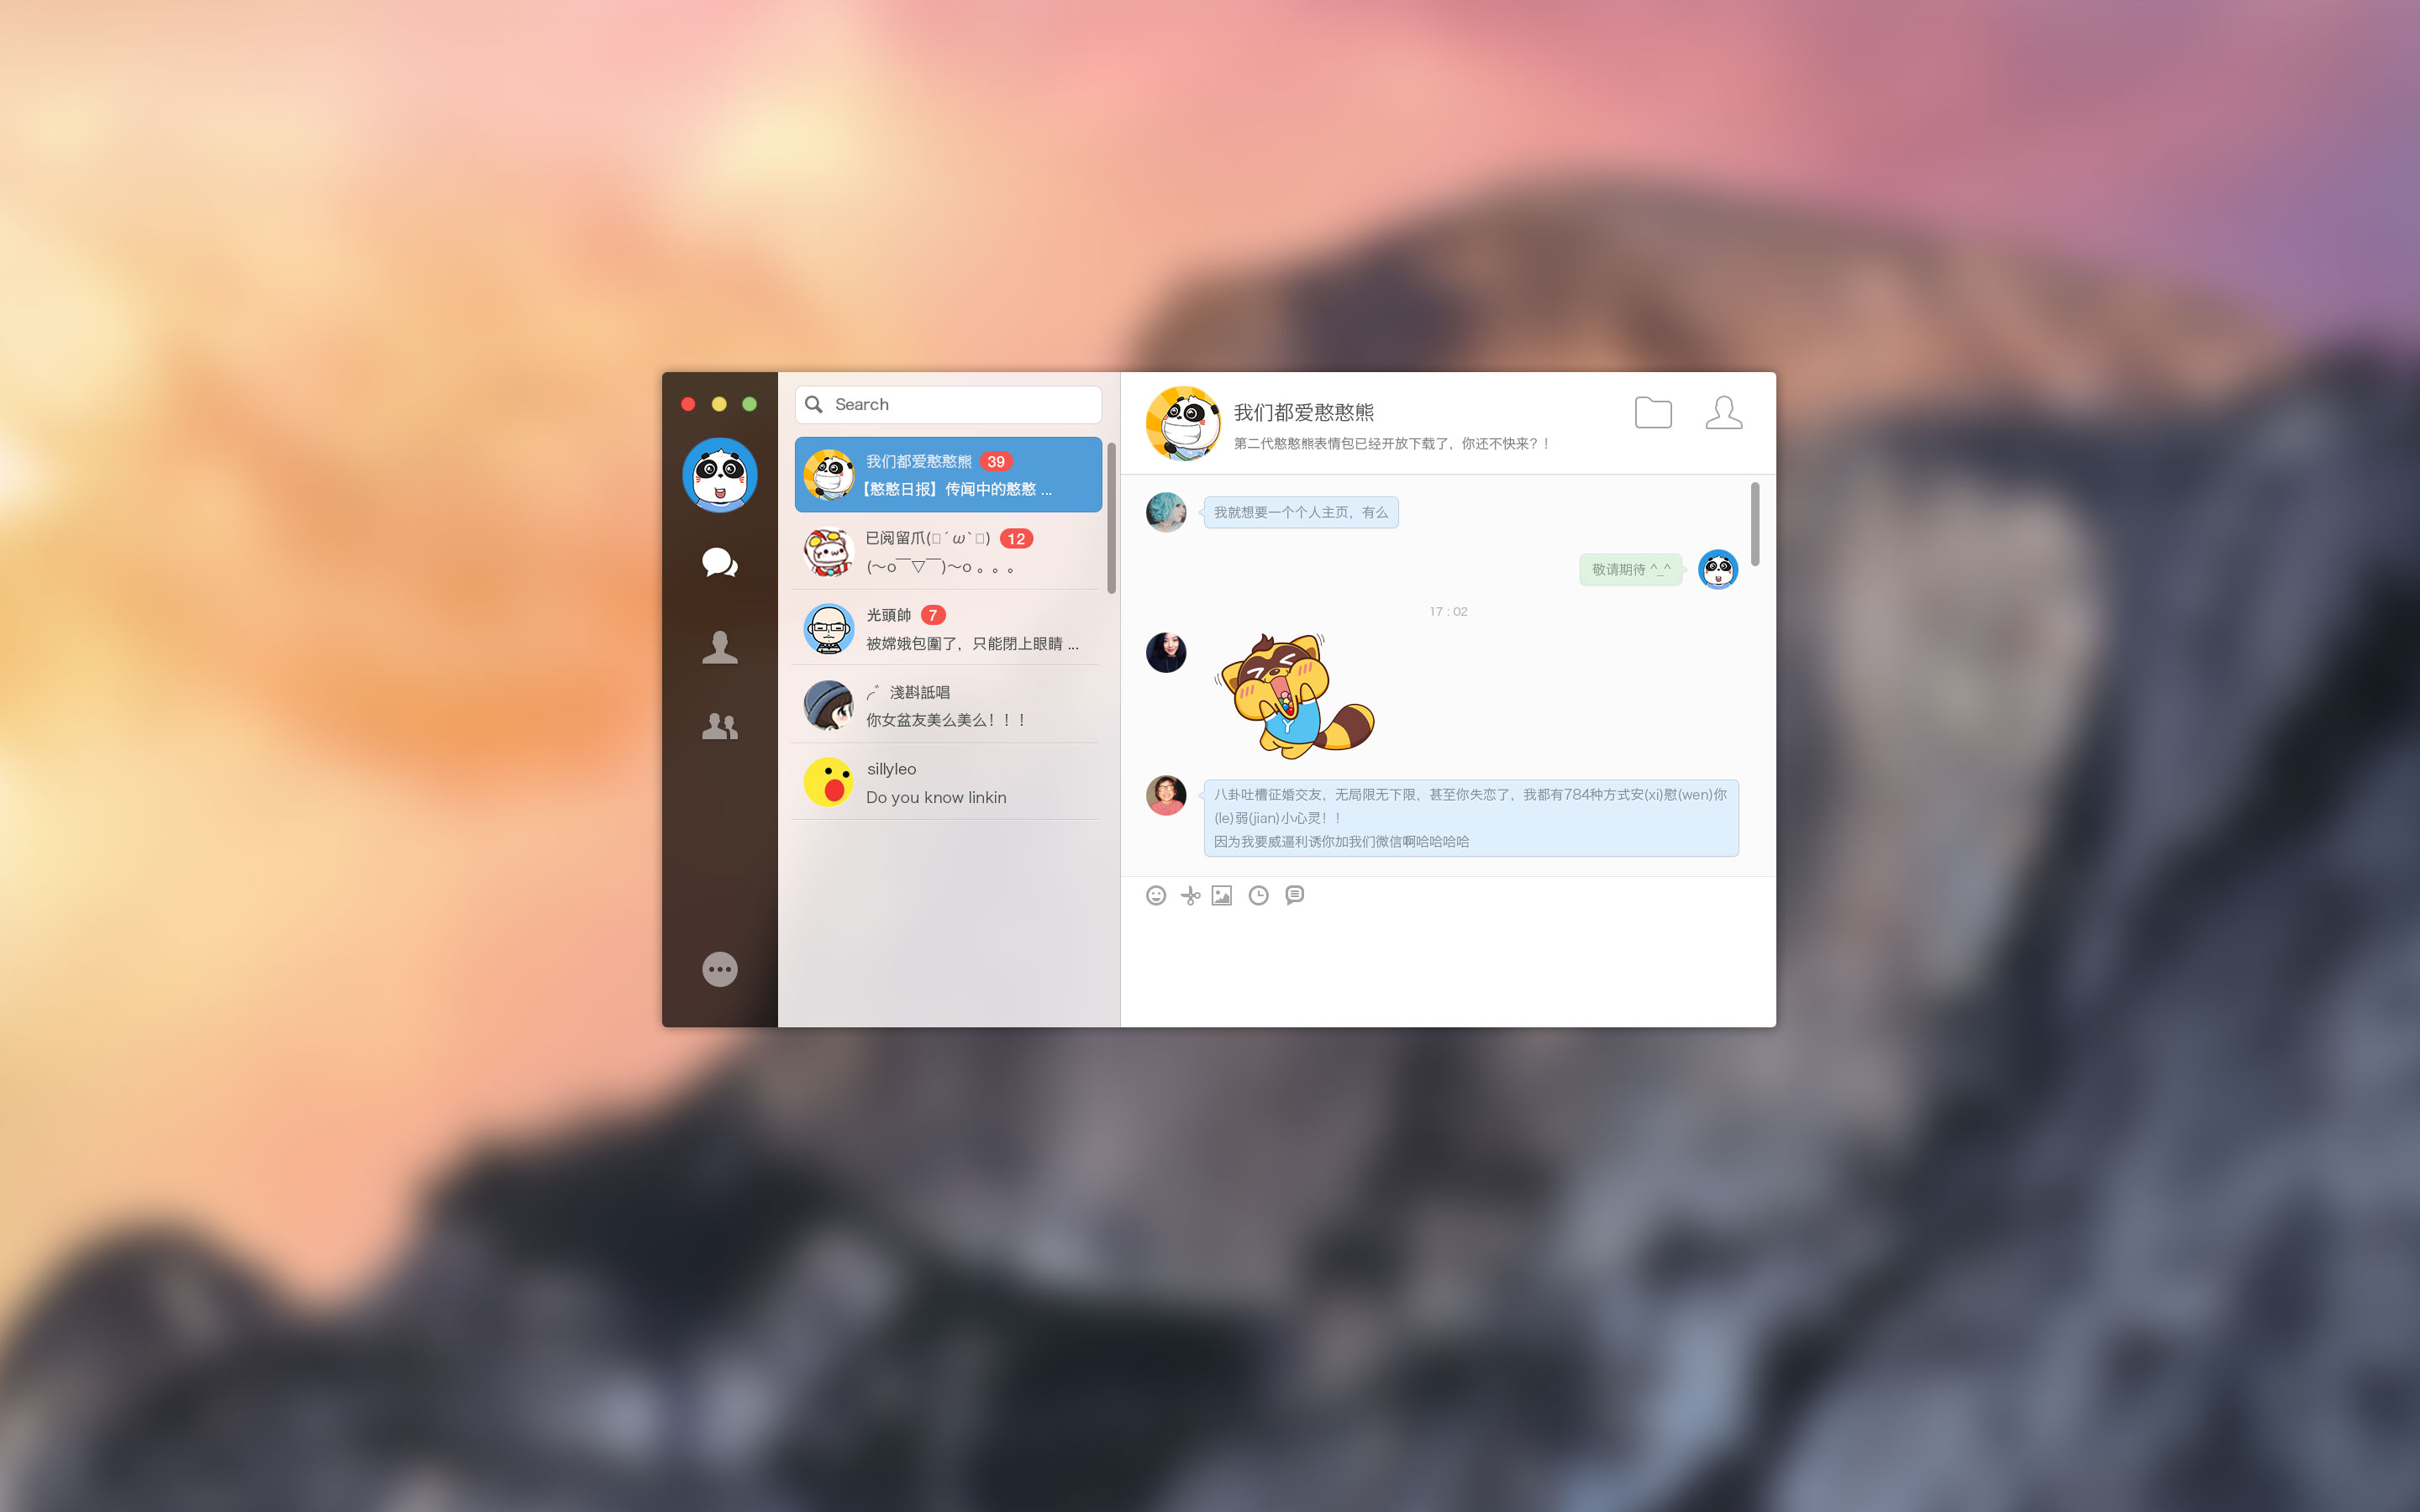 Search
我们都爱憨憨熊 39
【憨憨日报】传闻中的憨憨 ...
已阅留爪(□´ω`□) 12
(～o￣▽￣)～o 。。。
光頭帥 7
被嫦娥包圍了，只能閉上眼睛 ...
╭゛淺斟詆唱
你女盆友美么美么！！！
sillyleo
Do you know linkin
我们都爱憨憨熊
第二代憨憨熊表情包已经开放下载了，你还不快来？！
我就想要一个个人主页，有么
敬请期待 ^_^
17 : 02
Y
八卦吐槽征婚交友，无局限无下限，甚至你失恋了，我都有784种方式安(xi)慰(wen)你
(le)弱(jian)小心灵！！
因为我要威逼利诱你加我们微信啊哈哈哈哈